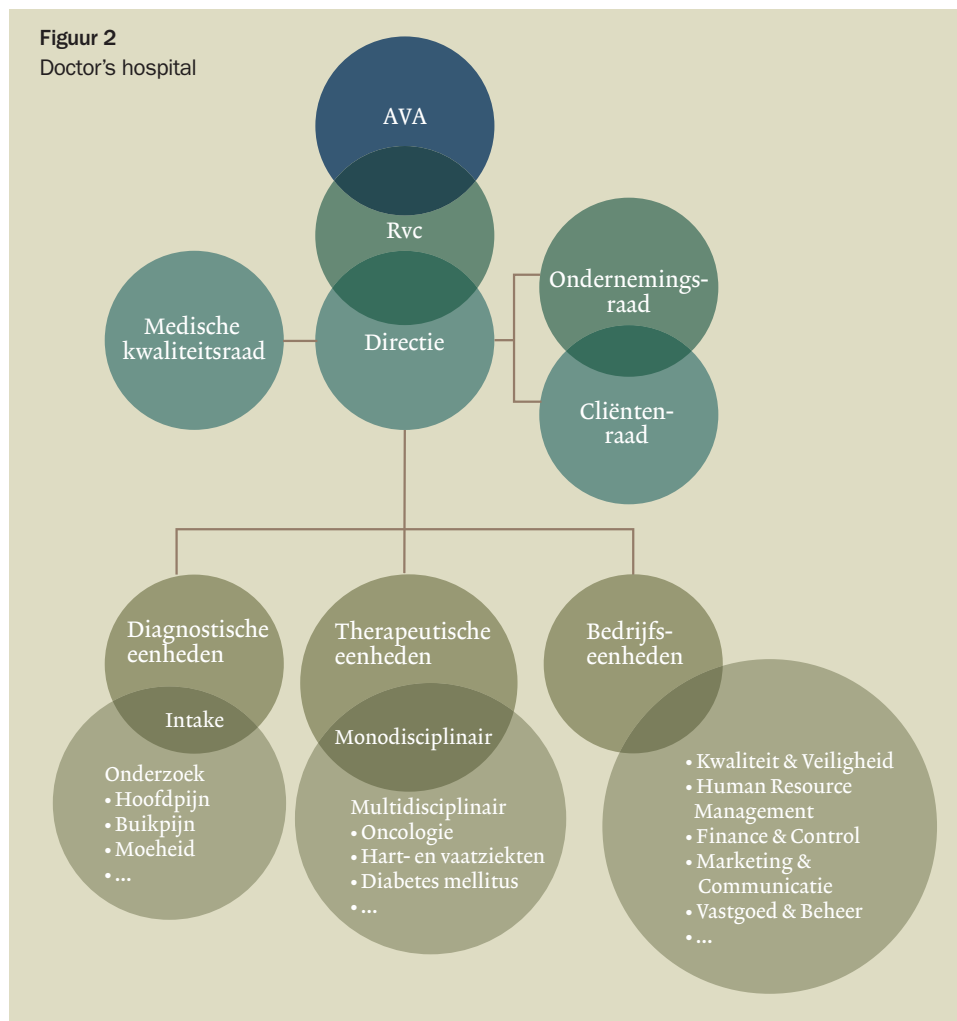 Figuur 2
Doctor's hospital
AVA
Rvc
Directie
Medische
kwaliteitsraad
Ondernemings-
raad
Cliënten-
raad
Diagnostische
eenheden
Intake
Onderzoek
• Hoofdpijn
• Buikpijn
• Moeheid
• ...
Therapeutische
eenheden
Monodisciplinair
Multidisciplinair
• Oncologie
• Hart- en vaatziekten
• Diabetes mellitus
• ...
Bedrijfs-
eenheden
• Kwaliteit & Veiligheid
• Human Resource
Management
• Finance & Control
• Marketing &
Communicatie
• Vastgoed & Beheer
• ...